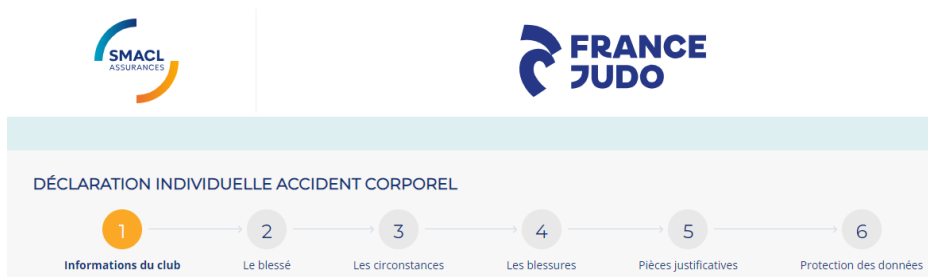 SMACL
ASSURANCES
FRANCE
JUDO
DÉCLARATION INDIVIDUELLE ACCIDENT CORPOREL
1 2 3 4 5 6
Informations du club Le blessé Les circonstances Les blessures Pièces justificatives Protection des données